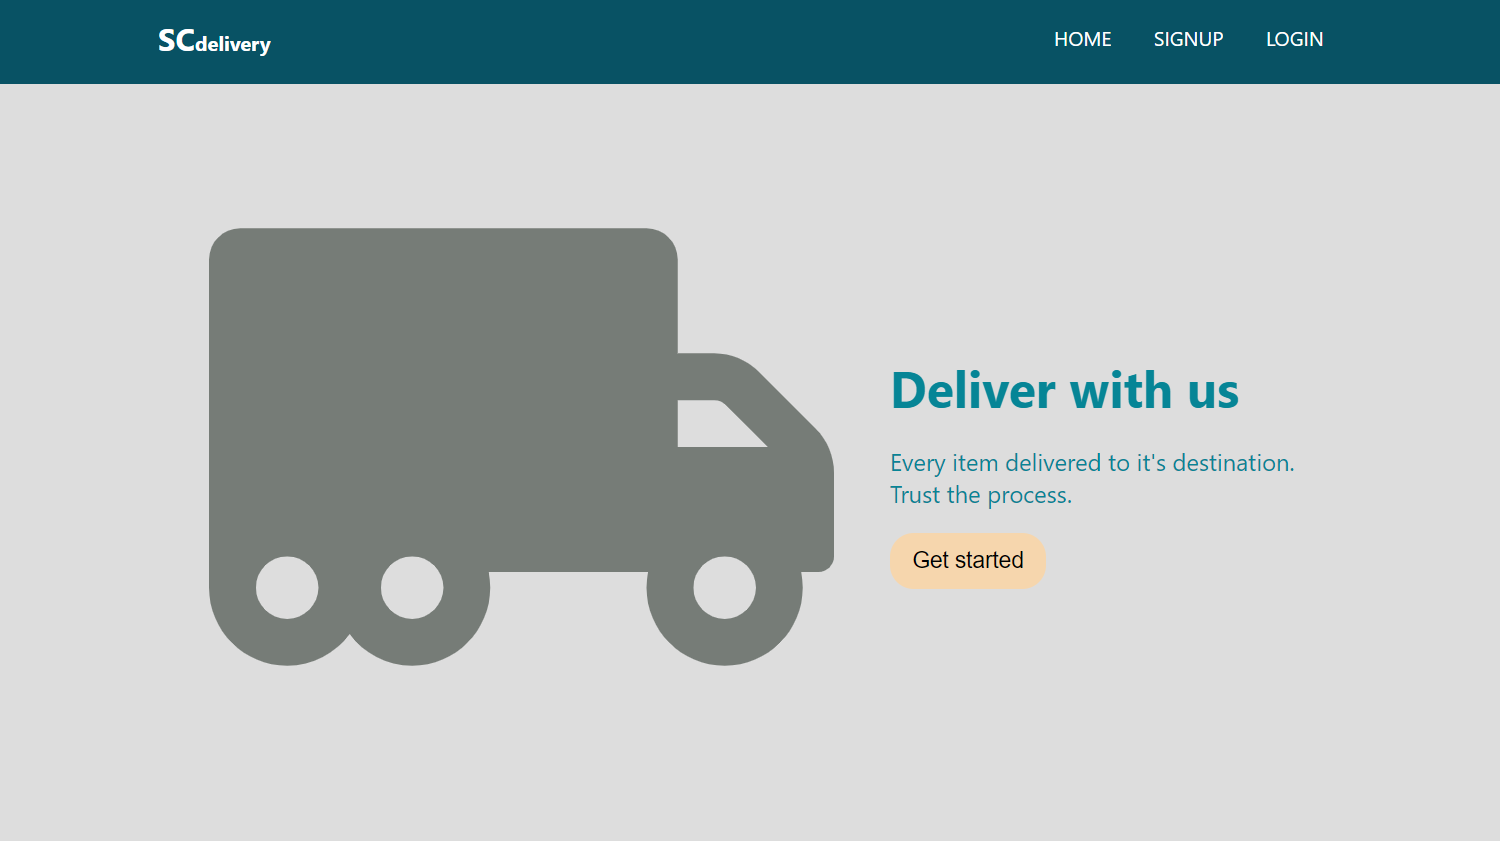 SCdelivery
HOME SIGNUP LOGIN
Deliver with us
Every item delivered to it's destination.
Trust the process.
Get started